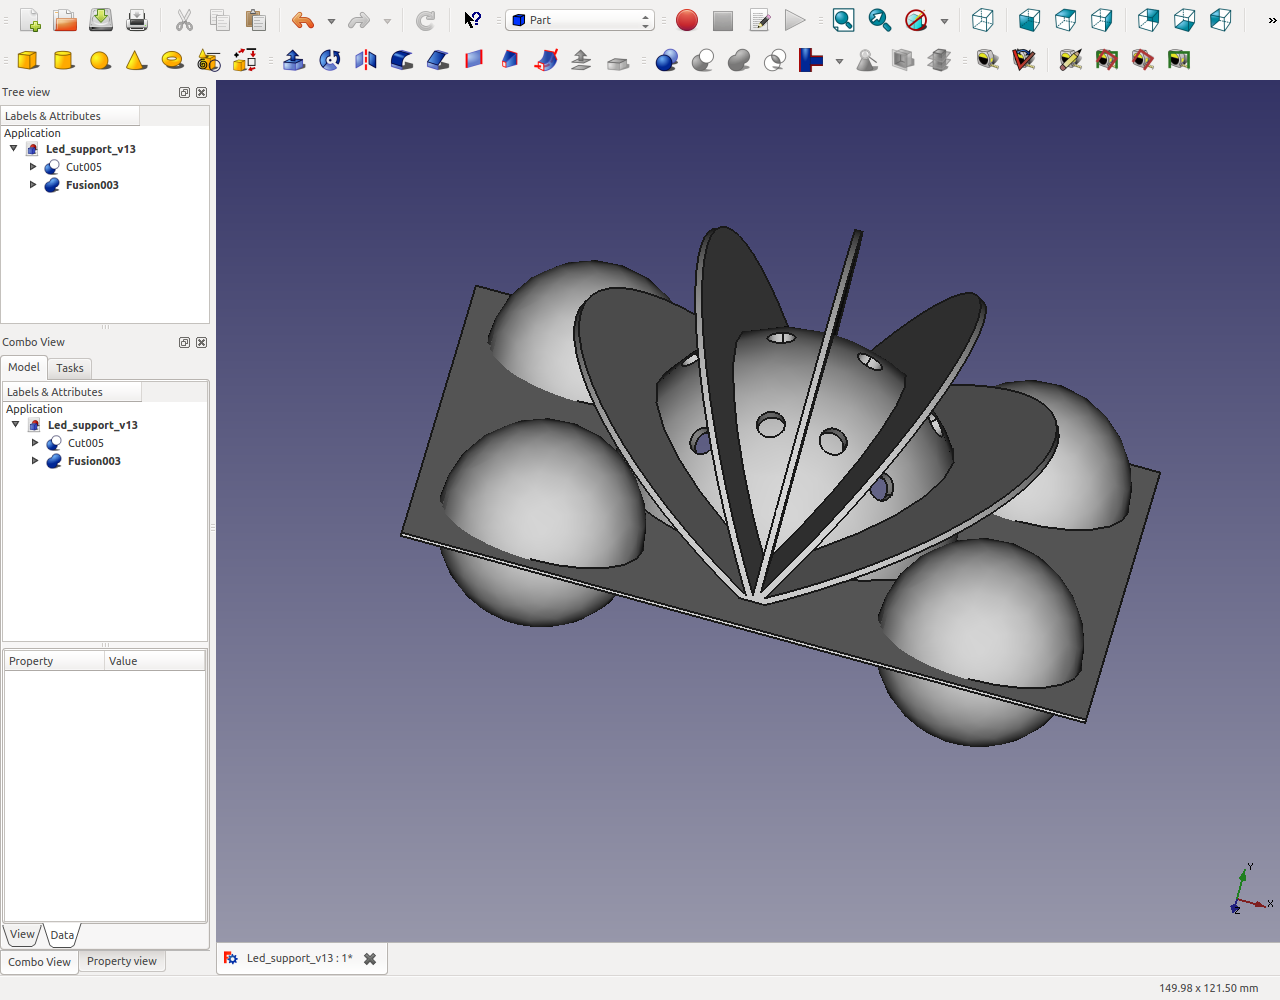 Part
»
Tree view
Labels & Attributes
Application
Led_support_v13
Cut005
Fusion003
Combo View
Model
Tasks
Labels & Attributes
Application
Led_support_v13
Cut005
Fusion003
Property
Value
View
Data
Combo View
Property view
Led_support_v13 : 1*
Y
X
Z
149.98 x 121.50 mm